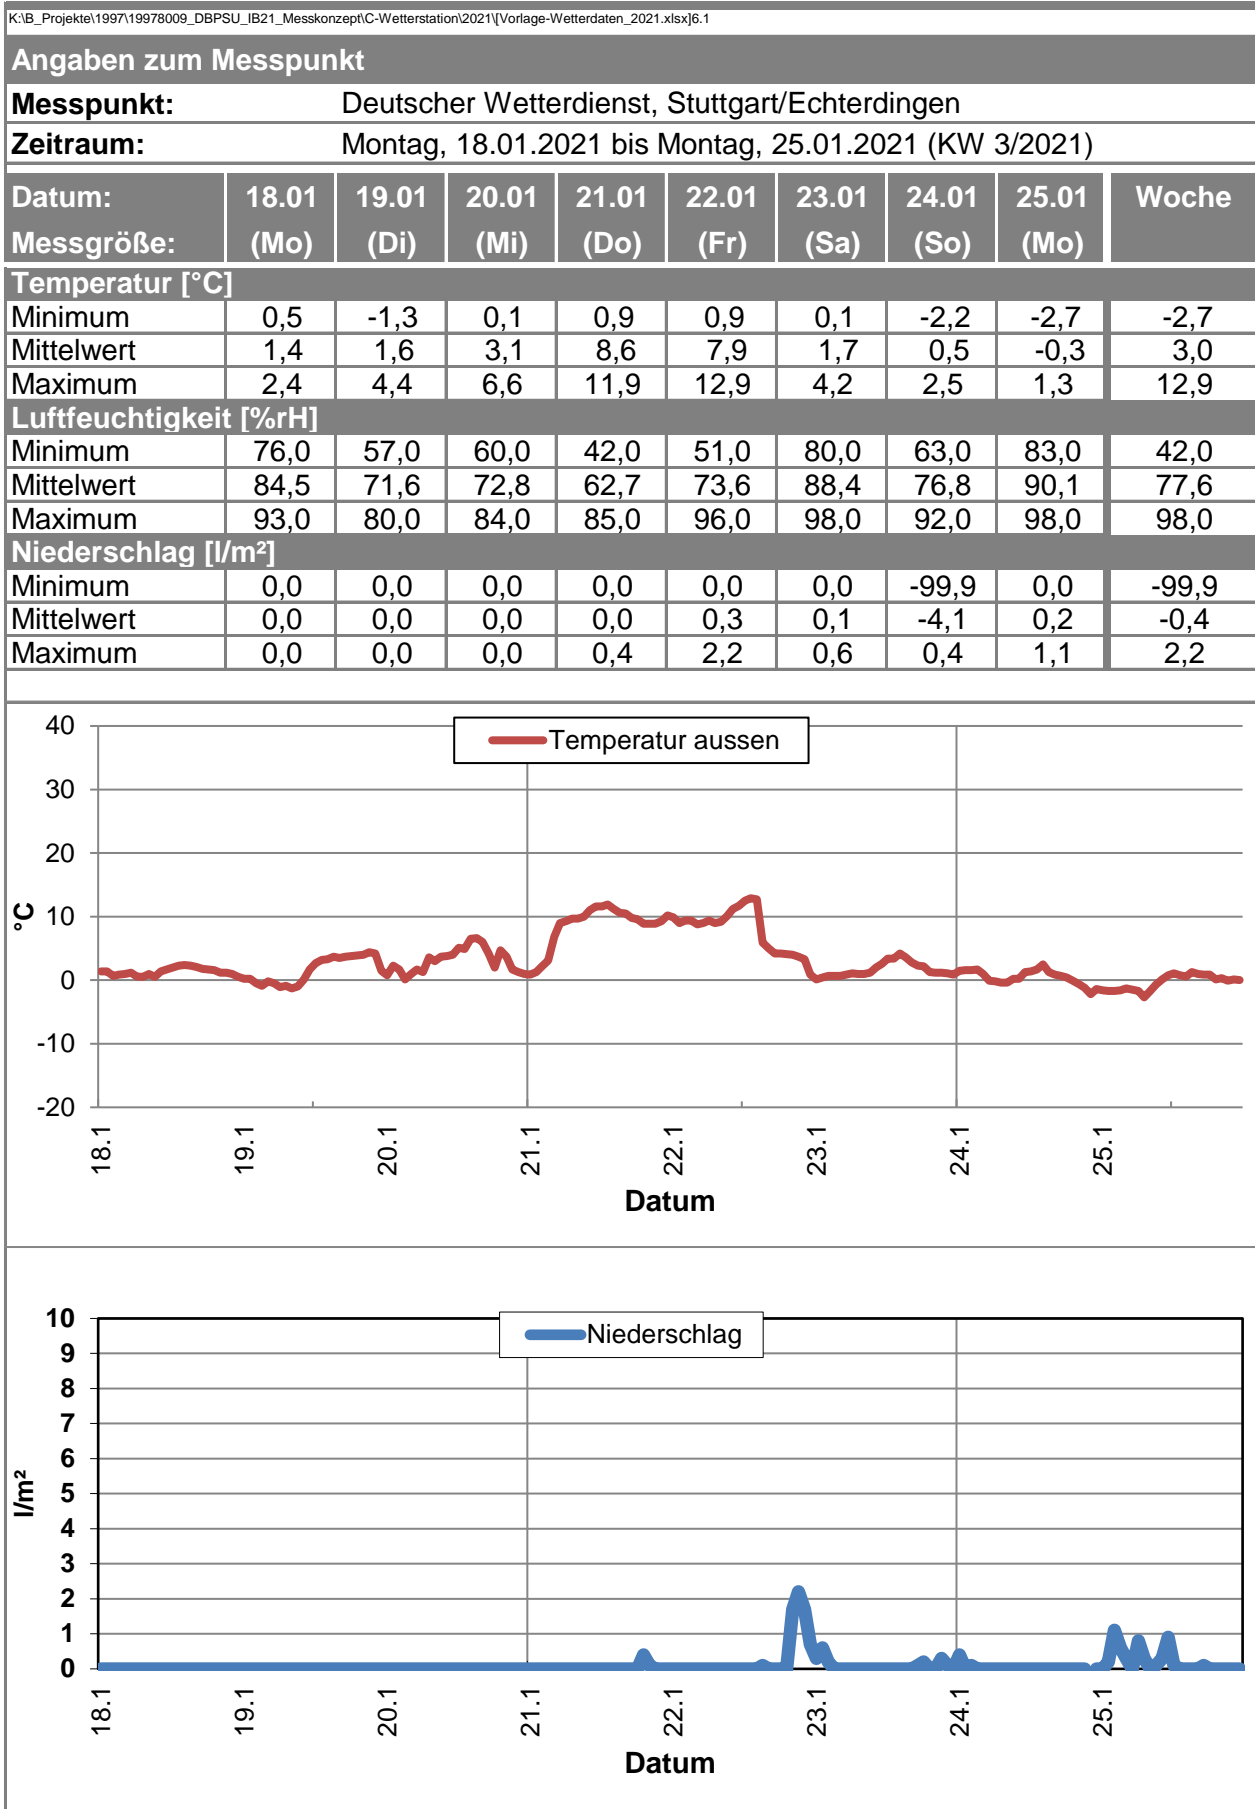 K:\B_Projekte\1997\19978009_DBPSU_IB21_Messkonzept\C-Wetterstation\2021\[Vorlage-Wetterdaten_2021.xlsx]6.1
Angaben zum Messpunkt
Messpunkt: Deutscher Wetterdienst, Stuttgart/Echterdingen
Zeitraum: Montag, 18.01.2021 bis Montag, 25.01.2021 (KW 3/2021)
Datum: 18.01 19.01 20.01 21.01 22.01 23.01 24.01 25.01 Woche
Messgröße: (Mo) (Di) (Mi) (Do) (Fr) (Sa) (So) (Mo)
Temperatur [°C]
Minimum 0,5 -1,3 0,1 0,9 0,9 0,1 -2,2 -2,7 -2,7
Mittelwert 1,4 1,6 3,1 8,6 7,9 1,7 0,5 -0,3 3,0
Maximum 2,4 4,4 6,6 11,9 12,9 4,2 2,5 1,3 12,9
Luftfeuchtigkeit [%rH]
Minimum 76,0 57,0 60,0 42,0 51,0 80,0 63,0 83,0 42,0
Mittelwert 84,5 71,6 72,8 62,7 73,6 88,4 76,8 90,1 77,6
Maximum 93,0 80,0 84,0 85,0 96,0 98,0 92,0 98,0 98,0
Niederschlag [l/m²]
Minimum 0,0 0,0 0,0 0,0 0,0 0,0 -99,9 0,0 -99,9
Mittelwert 0,0 0,0 0,0 0,0 0,3 0,1 -4,1 0,2 -0,4
Maximum 0,0 0,0 0,0 0,4 2,2 0,6 0,4 1,1 2,2
Temperatur aussen
40
30
20
10
0
-10
-20
°C
18.1 19.1 20.1 21.1 22.1 23.1 24.1 25.1
Datum
Niederschlag
10
9
8
7
6
5
4
3
2
1
0
l/m²
18.1 19.1 20.1 21.1 22.1 23.1 24.1 25.1
Datum